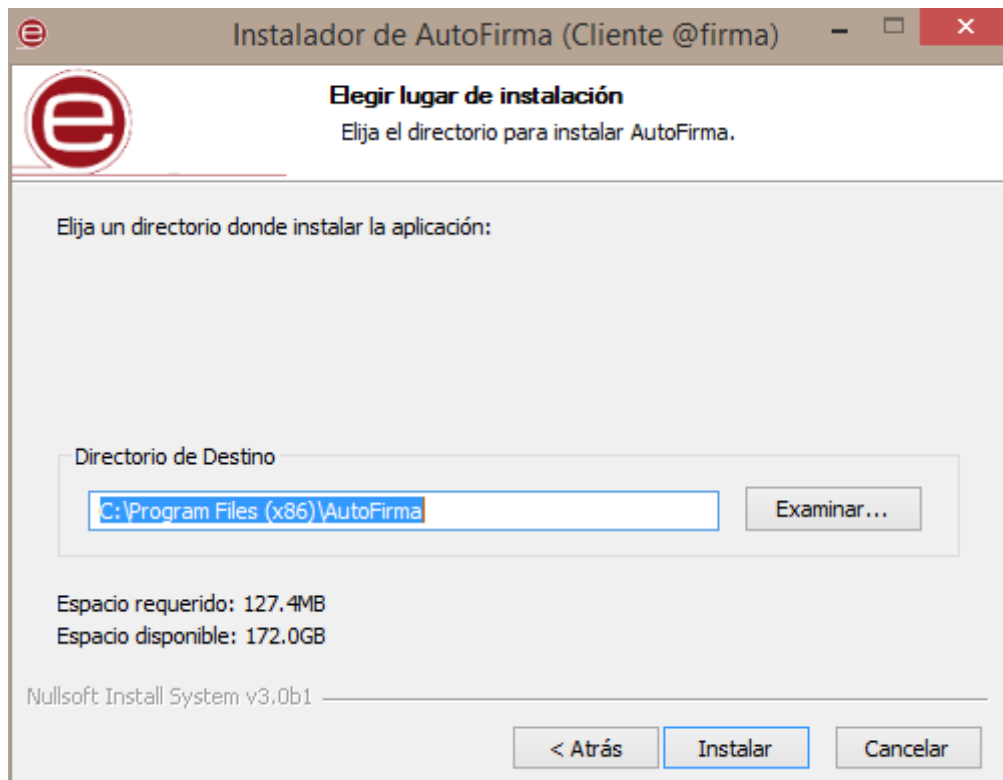 Instalador de AutoFirma (Cliente @firma)
Elegir lugar de instalación
Elija el directorio para instalar AutoFirma.
Elija un directorio donde instalar la aplicación:
Directorio de Destino
C:\Program Files (x86)\AutoFirma
Examinar...
Espacio requerido: 127.4MB
Espacio disponible: 172.0GB
Nullsoft Install System v3.0b1
< Atrás
Instalar
Cancelar